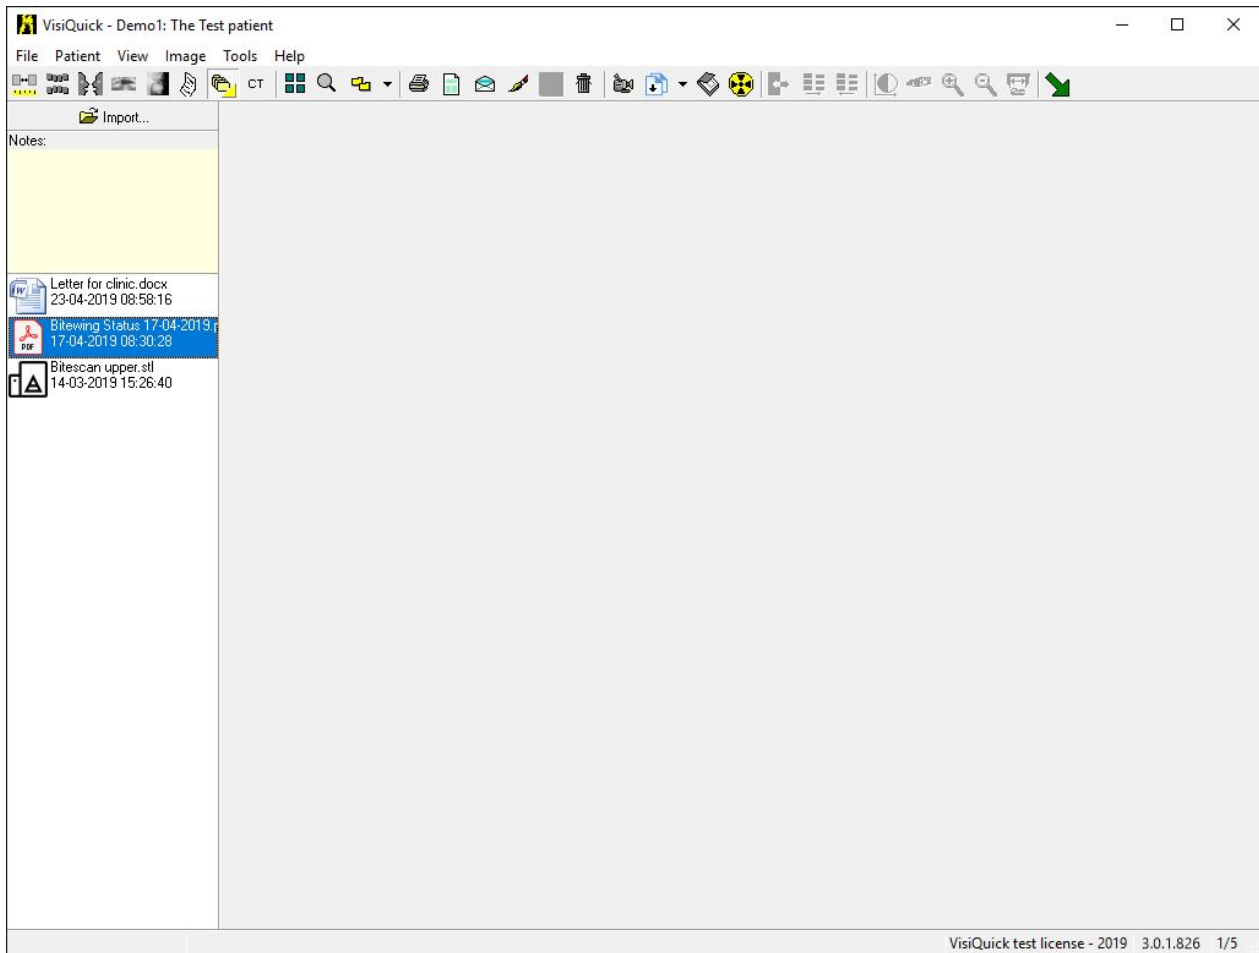 VisiQuick - Demo1: The Test patient
File Patient View Image Tools Help
CT
Import...
Notes:
Letter for clinic.docx
23-04-2019 08:58:16
Bitewing Status 17-04-2019.p
PDF
17-04-2019 08:30:28
Bitescan upper.stl
14-03-2019 15:26:40
VisiQuick test license - 2019 3.0.1.826 1/5